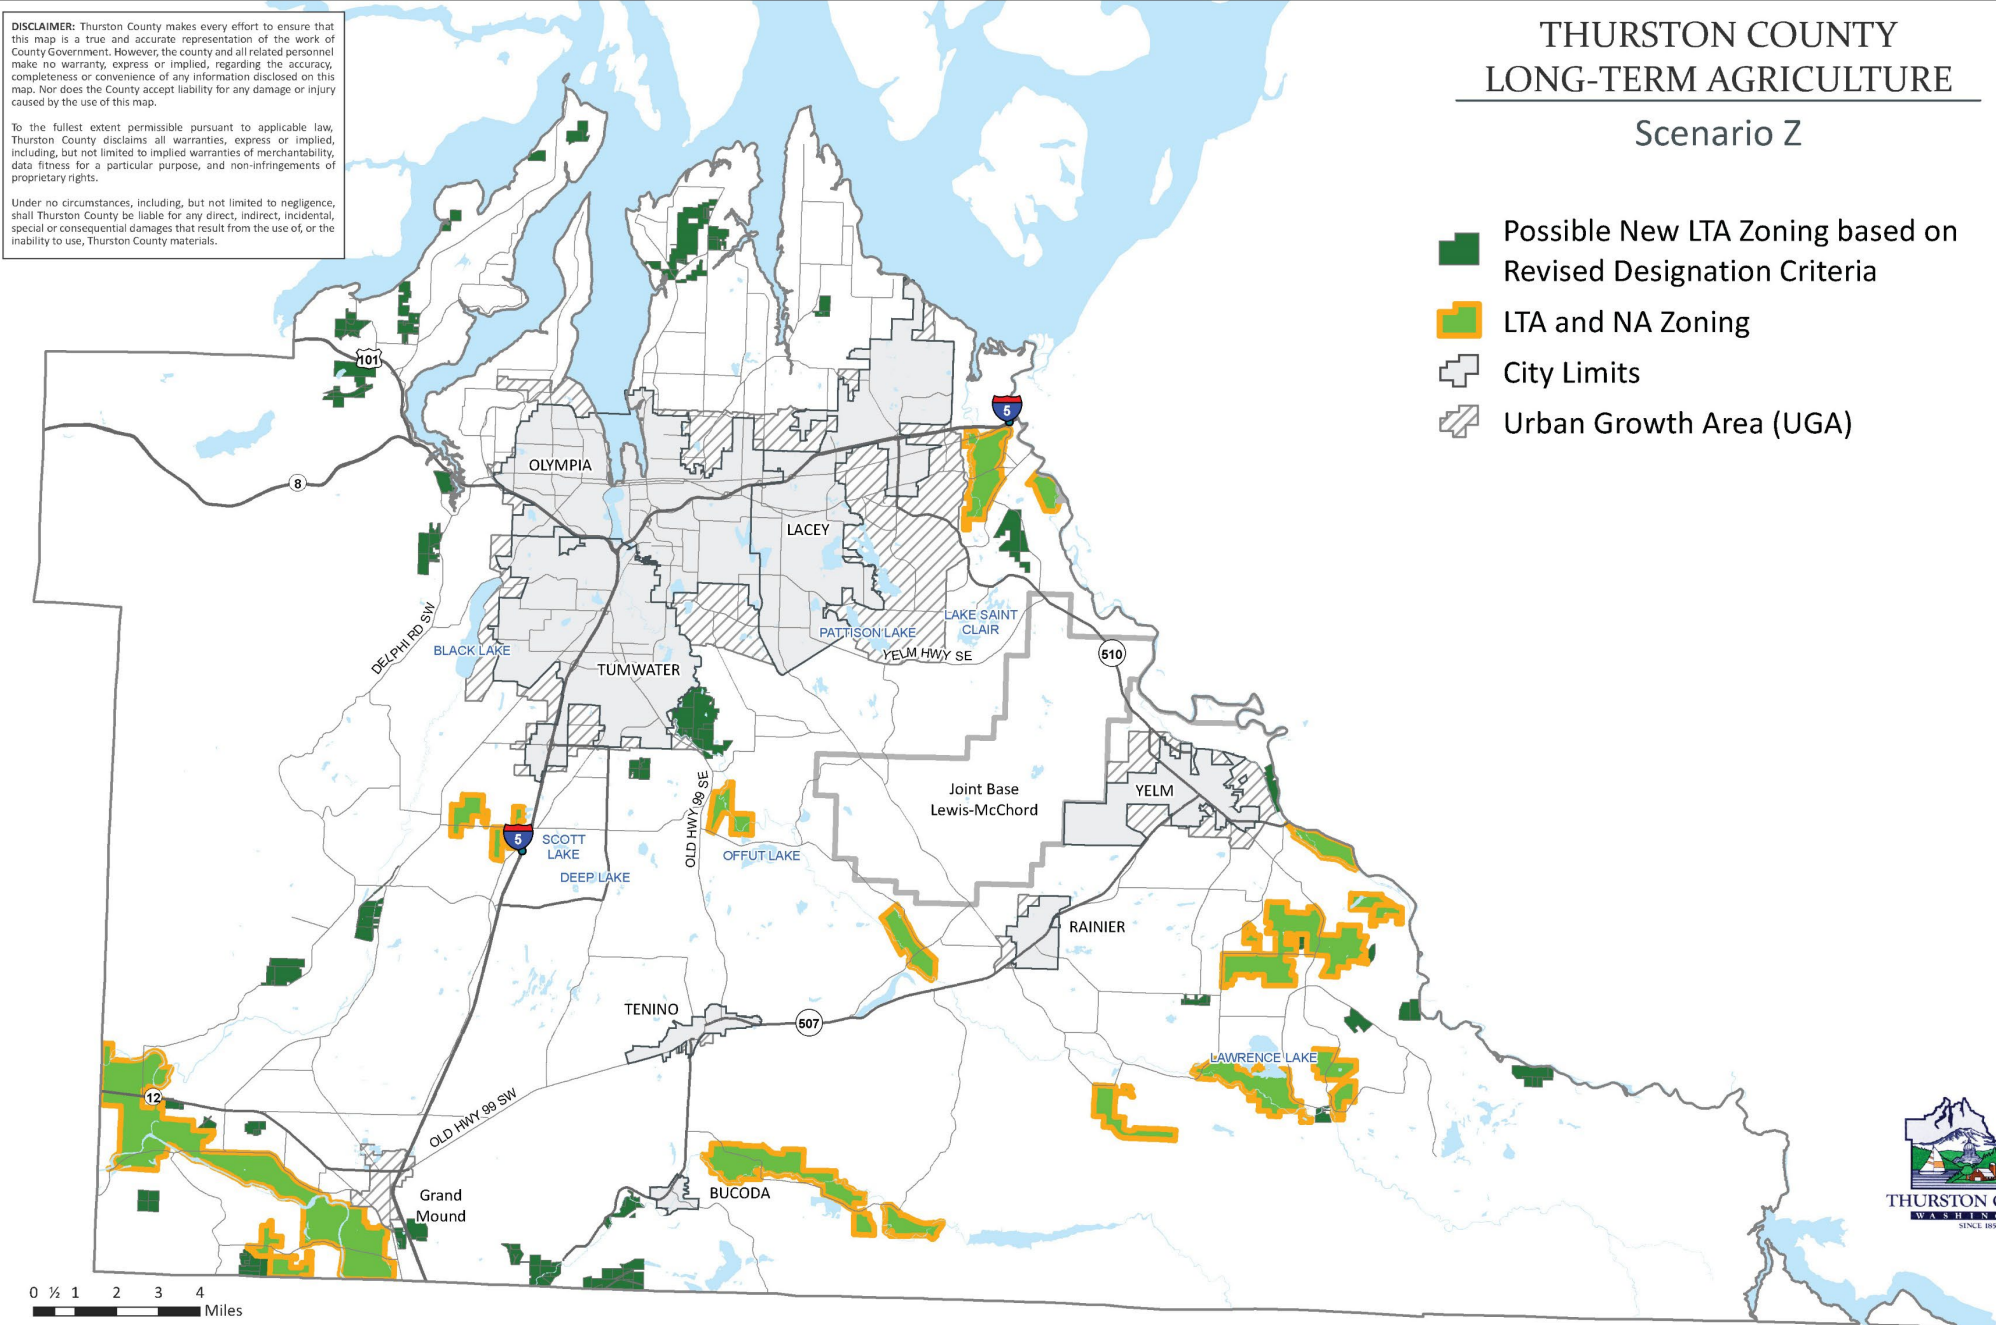 DISCLAIMER: Thurston County makes every effort to ensure that
this map is a true and accurate representation of the work of
County Government. However, the county and all related personnel
make no warranty, express or implied, regarding the accuracy,
completeness or convenience of any information disclosed on this
map. Nor does the County accept liability for any damage or injury
caused by the use of this map.
To the fullest extent permissible pursuant to applicable law,
Thurston County disclaims all warranties, express or implied,
including, but not limited to implied warranties of merchantability,
data fitness for a particular purpose, and non-infringements of
proprietary rights.
Under no circumstances, including, but not limited to negligence,
shall Thurston County be liable for any direct, indirect, incidental,
special or consequential damages that result from the use of, or the
inability to use, Thurston County materials.
THURSTON COUNTY
LONG-TERM AGRICULTURE
Scenario Z
Possible New LTA Zoning based on
Revised Designation Criteria
LTA and NA Zoning
City Limits
Urban Growth Area (UGA)
101
5
8
OLYMPIA
LACEY
DELPHI RD SW
BLACK LAKE
TUMWATER
PATTISON LAKE
LAKE SAINT
CLAIR
YELM HWY SE
510
Joint Base
Lewis-McChord
YELM
OLD HWY 99 SE
5
SCOTT
LAKE
DEEP LAKE
OFFUT LAKE
RAINIER
TENINO
507
LAWRENCE LAKE
12
OLD HWY 99 SW
Grand
Mound
BUCODA
THURSTON C
WASHIN
SINCE 185
0 ½ 1 2 3 4
Miles